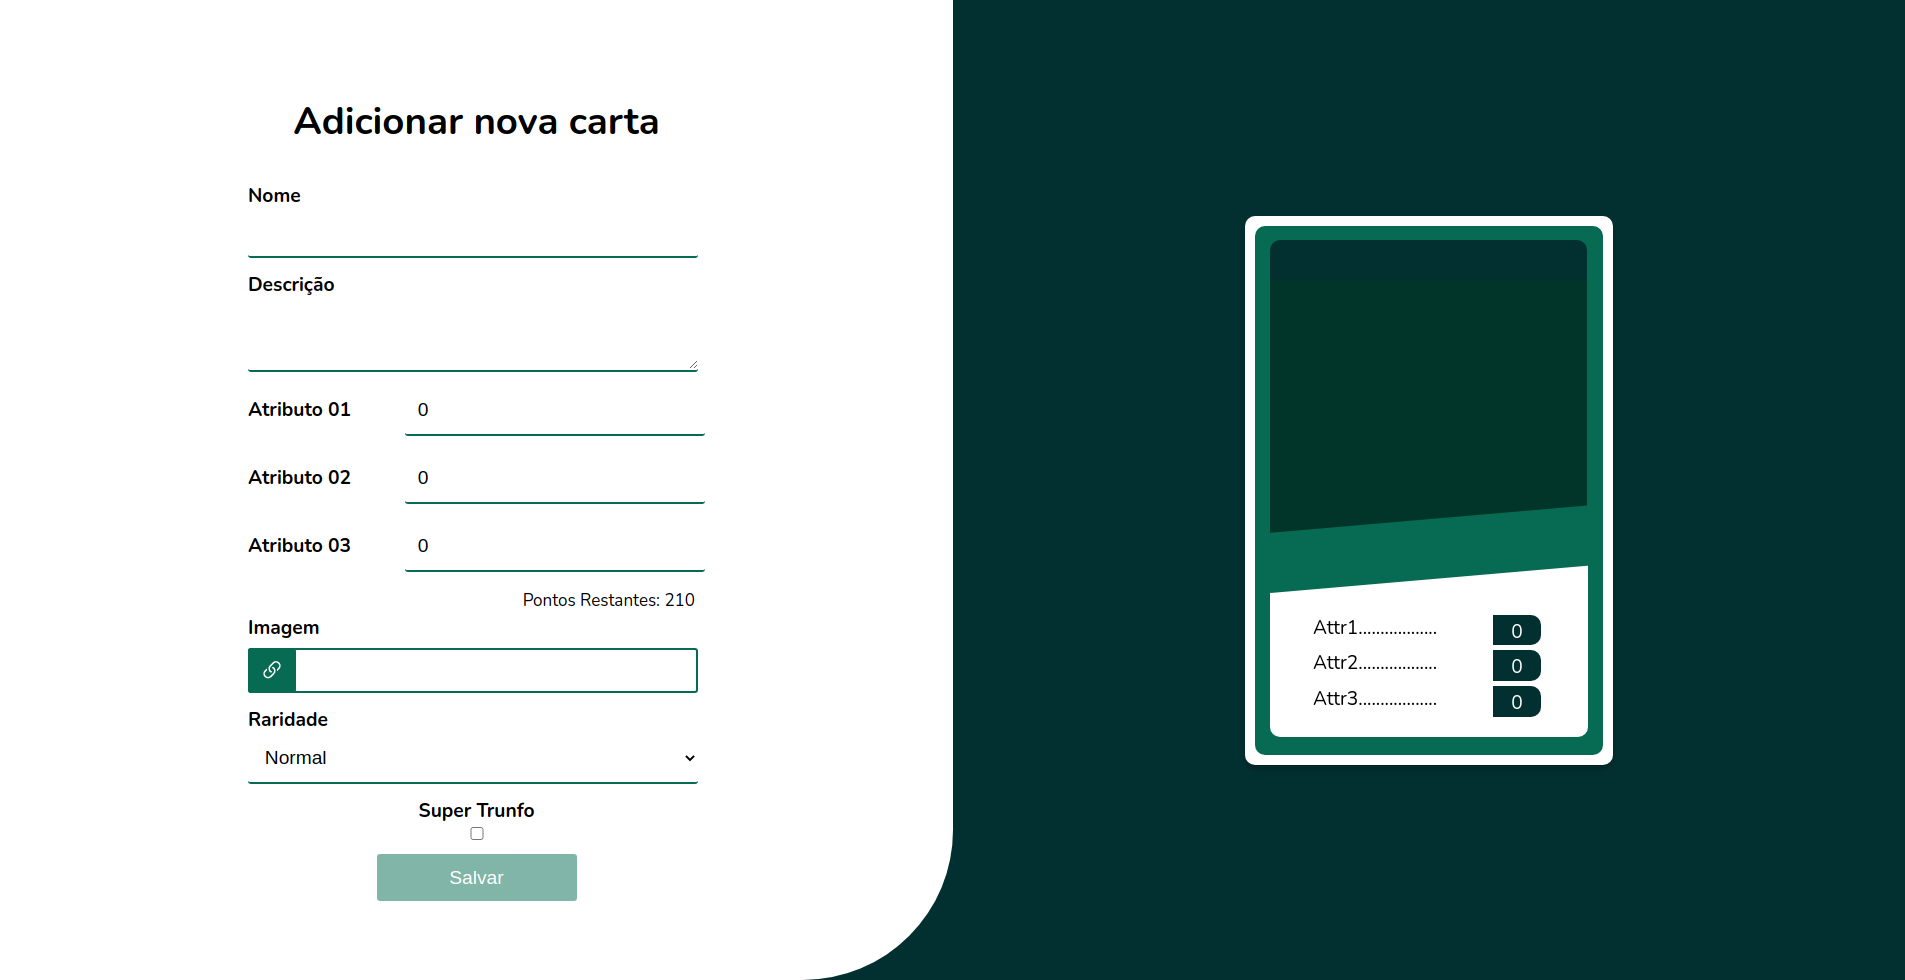 Adicionar nova carta
Nome
Descrição
Atributo 01 0
Atributo 02 0
Atributo 03 0
Pontos Restantes: 210
Imagem
Raridade
Normal
Super Trunfo
Salvar
Attr1.................. 0
Attr2.................. 0
Attr3.................. 0